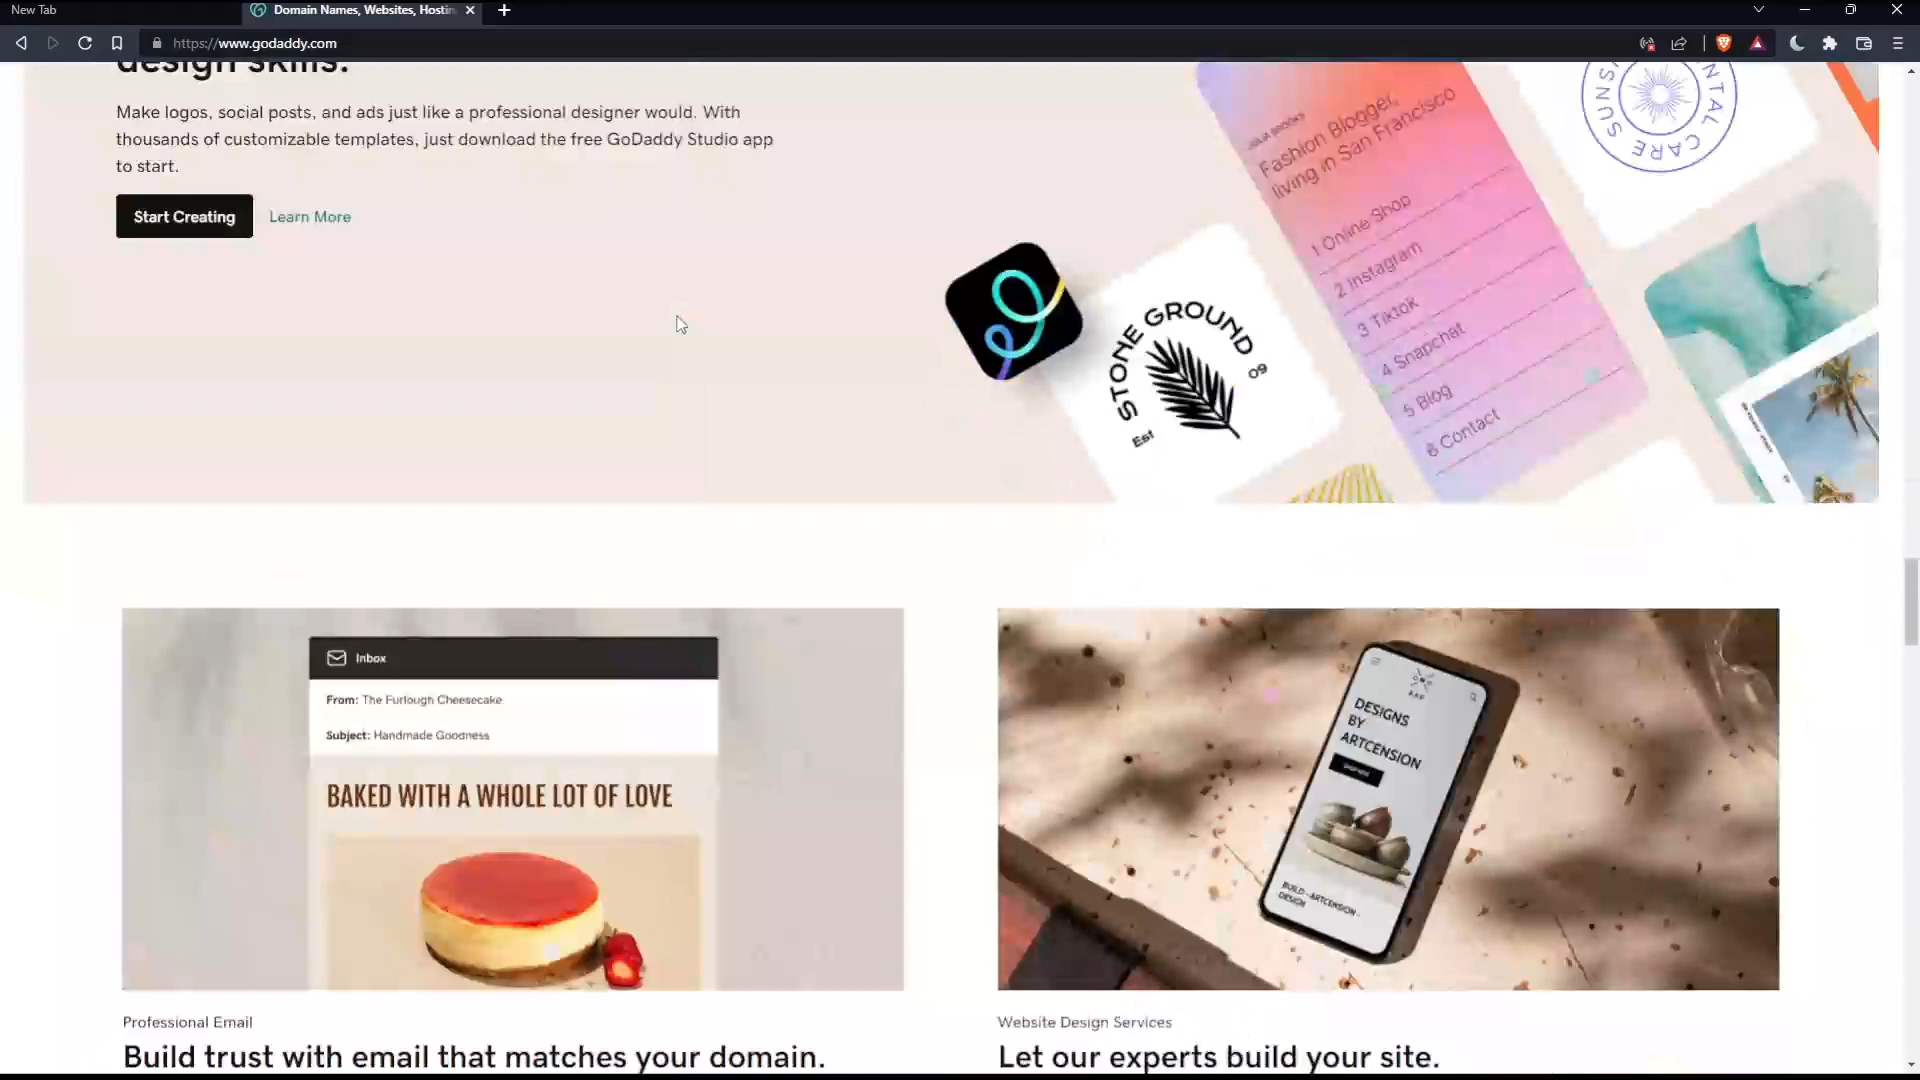 New Tab
Domain Names, Websites, Hostin
https://www.godaddy.com
design skills.
Make logos, social posts, and ads just like a professional designer would. With
thousands of customizable templates, just download the free GoDaddy Studio app
to start.
Start Creating
Learn More
Fashion Blogger,
living in San Francisco
1 Online Shop
2 Instagram
3 Tiktok
4 Snapchat
5 Blog
6 Contact
STONE GROUND
Est 09
Inbox
From: The Furlough Cheesecake
Subject: Handmade Goodness
BAKED WITH A WHOLE LOT OF LOVE
DESIGNS
BY
ARTCENSION
BUILD - ARTCENSION -
DESIGN
Professional Email
Build trust with email that matches your domain.
Website Design Services
Let our experts build your site.